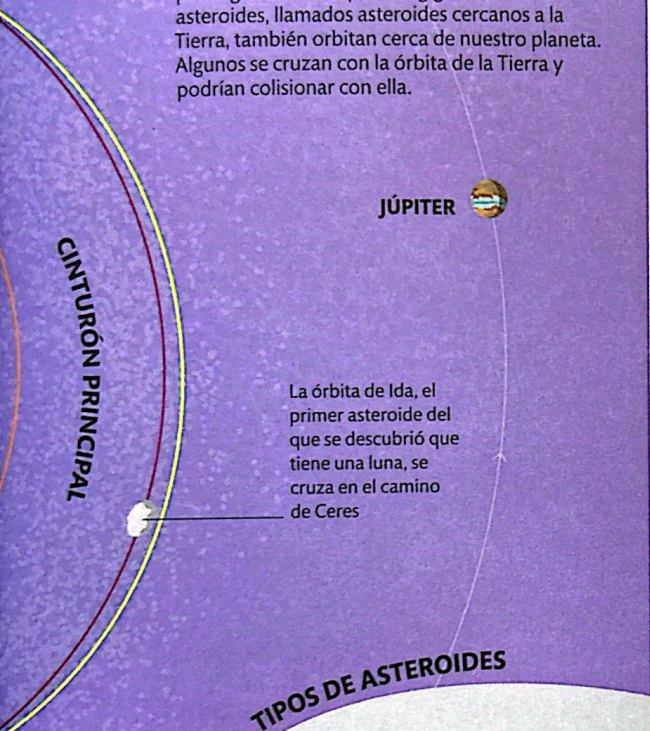 asteroides, llamados asteroides cercanos a la
Tierra, también orbitan cerca de nuestro planeta.
Algunos se cruzan con la órbita de la Tierra y
podrían colisionar con ella.
JÚPITER
CINTURÓN PRINCIPAL
La órbita de Ida, el
primer asteroide del
que se descubrió que
tiene una luna, se
cruza en el camino
de Ceres
TIPOS DE ASTEROIDES